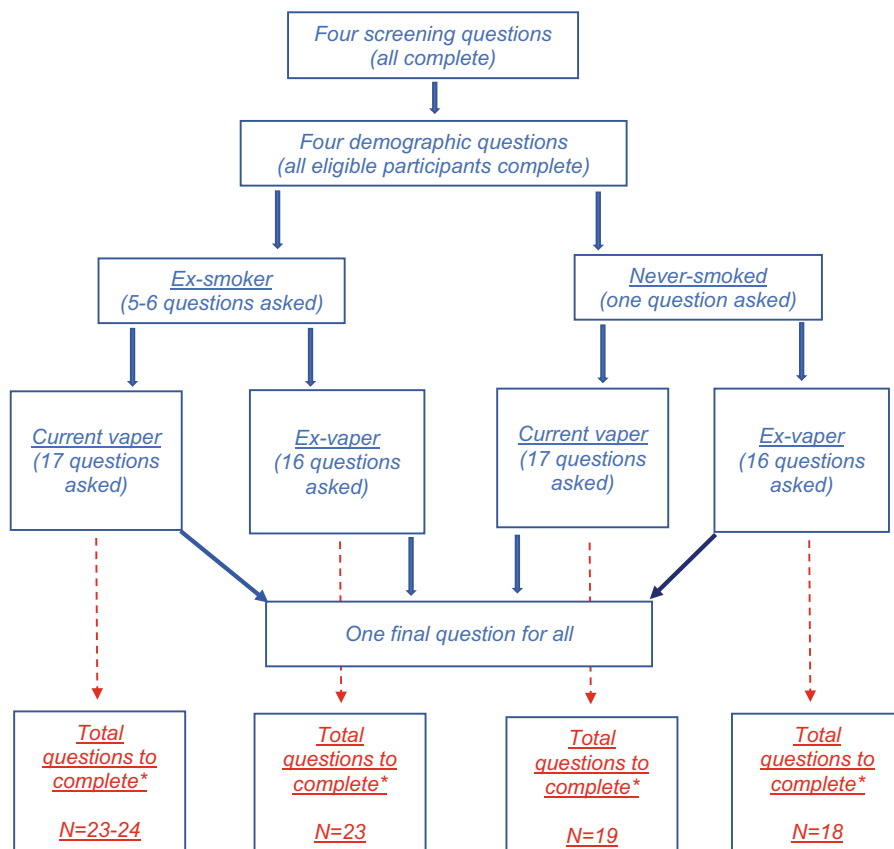 Four screening questions
(all complete)
Four demographic questions
(all eligible participants complete)
Ex-smoker
(5-6 questions asked)
Never-smoked
(one question asked)
Current vaper
(17 questions
asked)
Ex-vaper
(16 questions
asked)
Current vaper
(17 questions
asked)
Ex-vaper
(16 questions
asked)
One final question for all
Total
questions to
complete*
N=23-24
Total
questions to
complete*
N=23
Total
questions to
complete*
N=19
Total
questions to
complete*
N=18